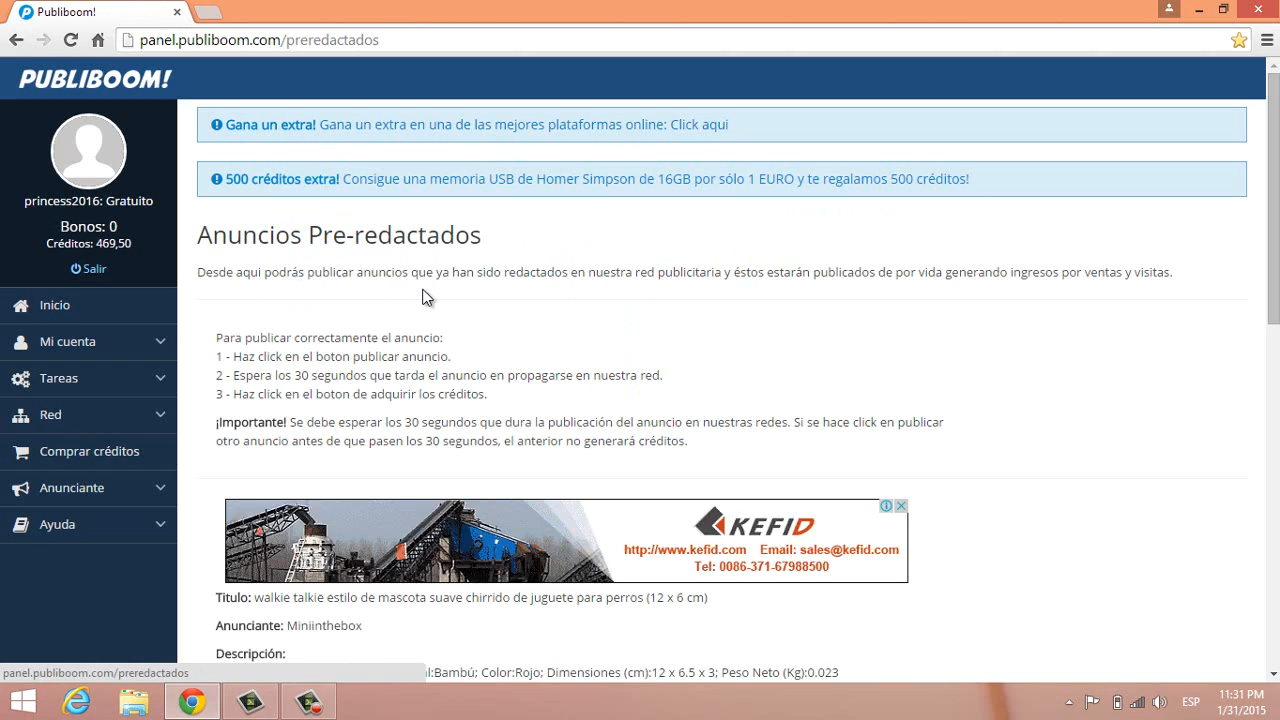 Publiboom!
panel.publiboom.com/preredactados
PUBLIBOOM!
princess2016: Gratuito
Bonos: 0
Créditos: 469,50
Salir
Inicio
Mi cuenta
Tareas
Red
Comprar créditos
Anunciante
Ayuda
Gana un extra! Gana un extra en una de las mejores plataformas online: Click aqui
500 créditos extra! Consigue una memoria USB de Homer Simpson de 16GB por sólo 1 EURO y te regalamos 500 créditos!
Anuncios Pre-redactados
Desde aqui podrás publicar anuncios que ya han sido redactados en nuestra red publicitaria y éstos estarán publicados de por vida generando ingresos por ventas y visitas.
Para publicar correctamente el anuncio:
1 - Haz click en el boton publicar anuncio.
2 - Espera los 30 segundos que tarda el anuncio en propagarse en nuestra red.
3 - Haz click en el boton de adquirir los créditos.
¡Importante! Se debe esperar los 30 segundos que dura la publicación del anuncio en nuestras redes. Si se hace click en publicar
otro anuncio antes de que pasen los 30 segundos, el anterior no generará créditos.
KEFID
http://www.kefid.com Email: sales@kefid.com
Tel: 0086-371-67988500
Titulo: walkie talkie estilo de mascota suave chirrido de juguete para perros (12 x 6 cm)
Anunciante: Miniinthebox
Descripción:
al:Bambú; Color:Rojo; Dimensiones (cm):12 x 6.5 x 3; Peso Neto (Kg):0.023
panel.publiboom.com/preredactados
ESP
11:31 PM
1/31/2015